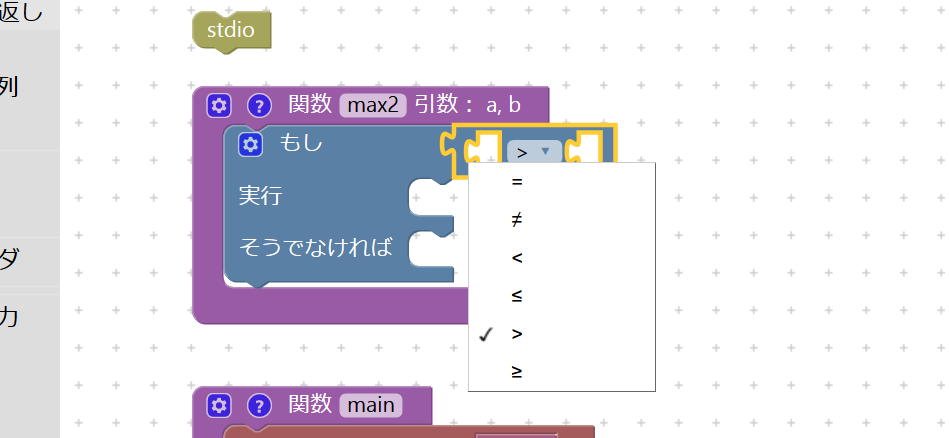 返し
stdio
列
関数 max2 引数： a, b
もし
>
実行
=
≠
そうでなければ
<
ダ
≤
カ
✓ >
≥
関数 main